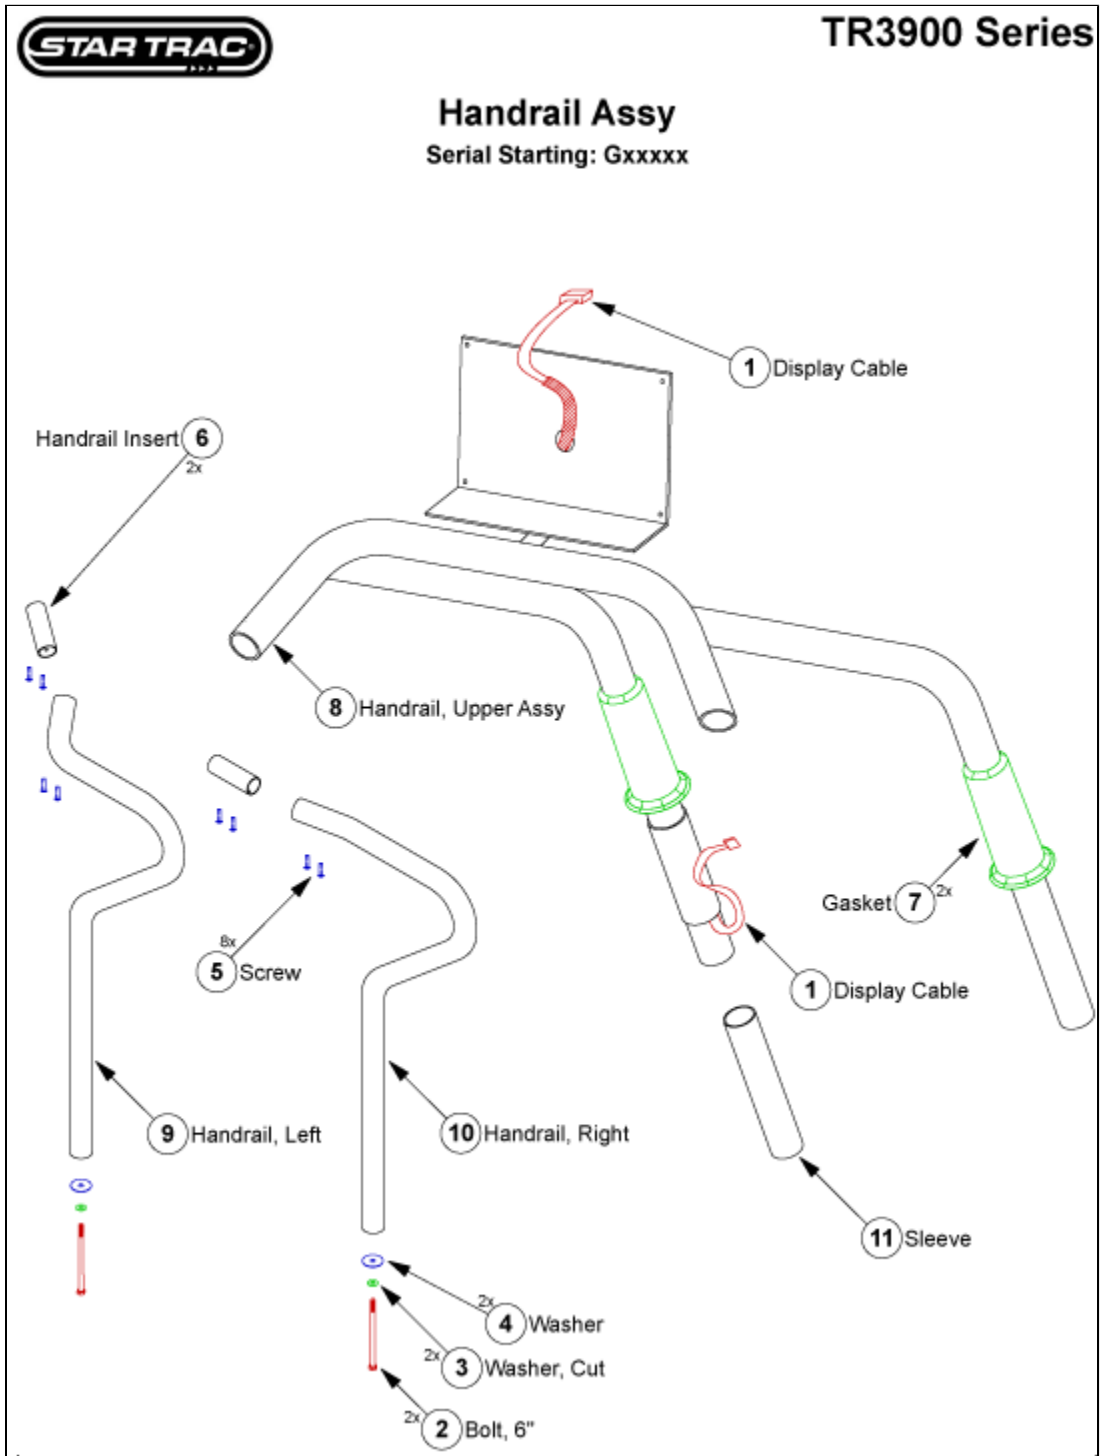 STAR TRAC
TR3900 Series
Handrail Assy
Serial Starting: Gxxxxx
1 Display Cable
Handrail Insert 6
2x
8 Handrail, Upper Assy
Gasket 7 2x
8x
5 Screw
1 Display Cable
9 Handrail, Left
10 Handrail, Right
11 Sleeve
2x
4 Washer
2x
3 Washer, Cut
2x
2 Bolt, 6"